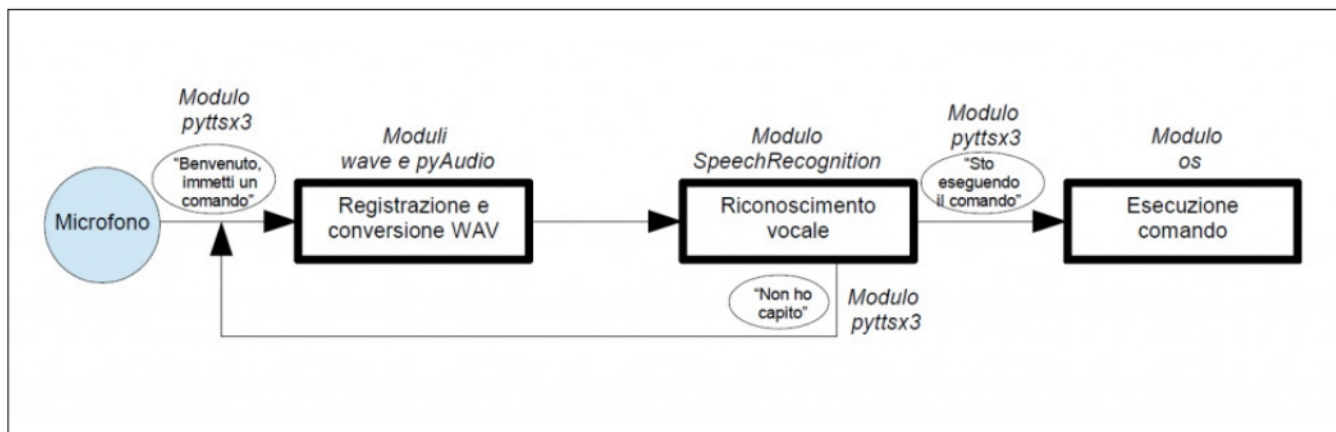 Modulo
pyttsx3
"Benvenuto,
immetti un
comando"
Microfono
Moduli
wave e pyAudio
Registrazione e
conversione WAV
Modulo
SpeechRecognition
Riconoscimento
vocale
"Non ho
capito"
Modulo
pyttsx3
Modulo
pyttsx3
"Sto
eseguendo
il comando"
Modulo
os
Esecuzione
comando